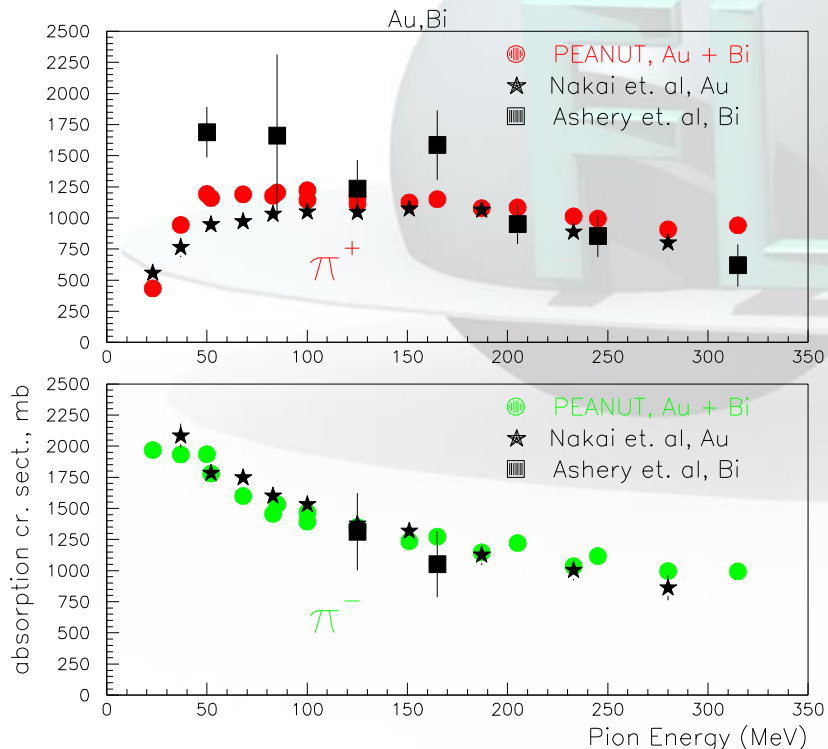 Au,Bi
2500
2250
2000
1750
1500
1250
1000
750
500
250
0
PEANUT, Au + Bi
Nakai et. al, Au
Ashery et. al, Bi
π+
0 50 100 150 200 250 300 350
absorption cr. sect., mb
2500
2250
2000
1750
1500
1250
1000
750
500
250
0
PEANUT, Au + Bi
Nakai et. al, Au
Ashery et. al, Bi
π−
0 50 100 150 200 250 300 350
Pion Energy (MeV)